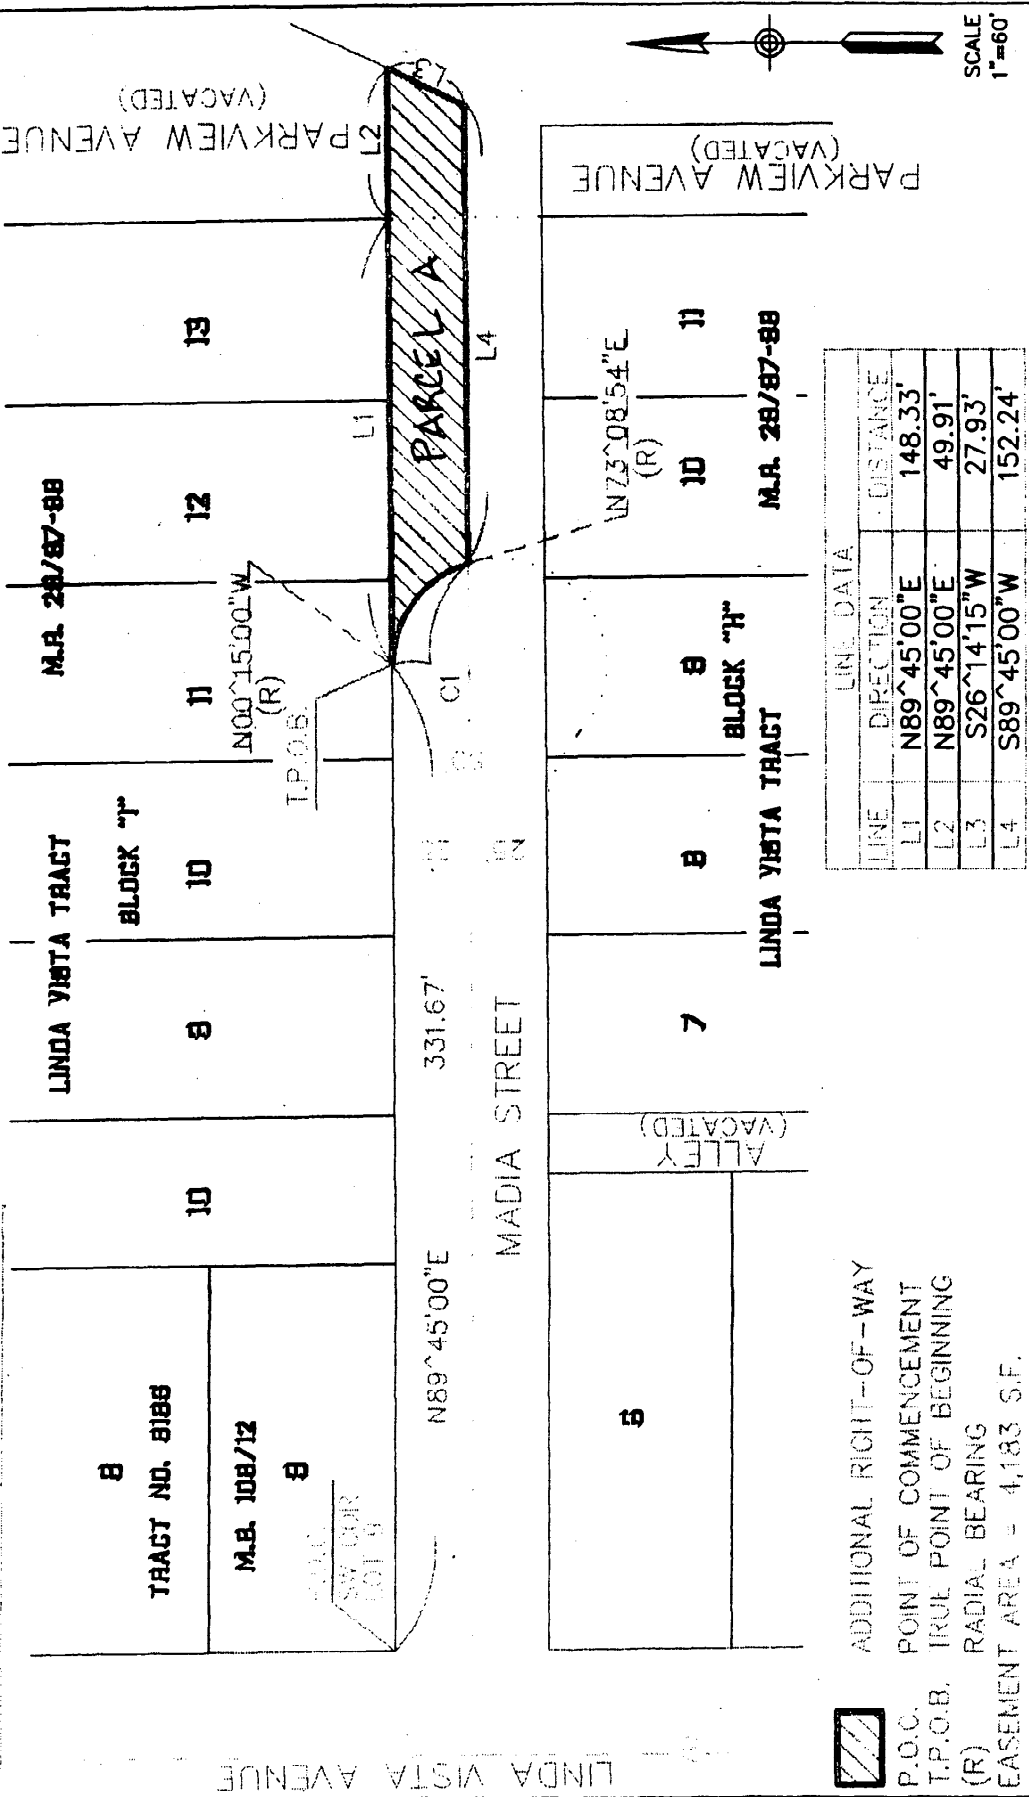 LINDA VISTA TRACT
M.R. 28/87-88
BLOCK "I"
PARKVIEW AVENUE
(VACATED)
8
TRACT NO. 8188
M.B. 108/12
9
10
9
10
11
12
13
SW COR
LOT 9
T.P.O.B.
N00^15'00"W
(R)
L1
L2
L3
L4
PARCEL A
C1
N89^45'00"E
331.67'
MADIA STREET
LINDA VISTA AVENUE
N73^08'54"E
(R)
ALLEY
(VACATED)
7
8
9
10
11
BLOCK "H"
LINDA VISTA TRACT
M.R. 28/87-88
PARKVIEW AVENUE
(VACATED)
SCALE
1"=60'
ADDITIONAL RIGHT-OF-WAY
P.O.C. POINT OF COMMENCEMENT
T.P.O.B. TRUE POINT OF BEGINNING
(R) RADIAL BEARING
EASEMENT AREA - 4,183 S.F.
LINE DATA
LINE DIRECTION DISTANCE
L1 N89^45'00"E 148.33'
L2 N89^45'00"E 49.91'
L3 S26^14'15"W 27.93'
L4 S89^45'00"W 152.24'